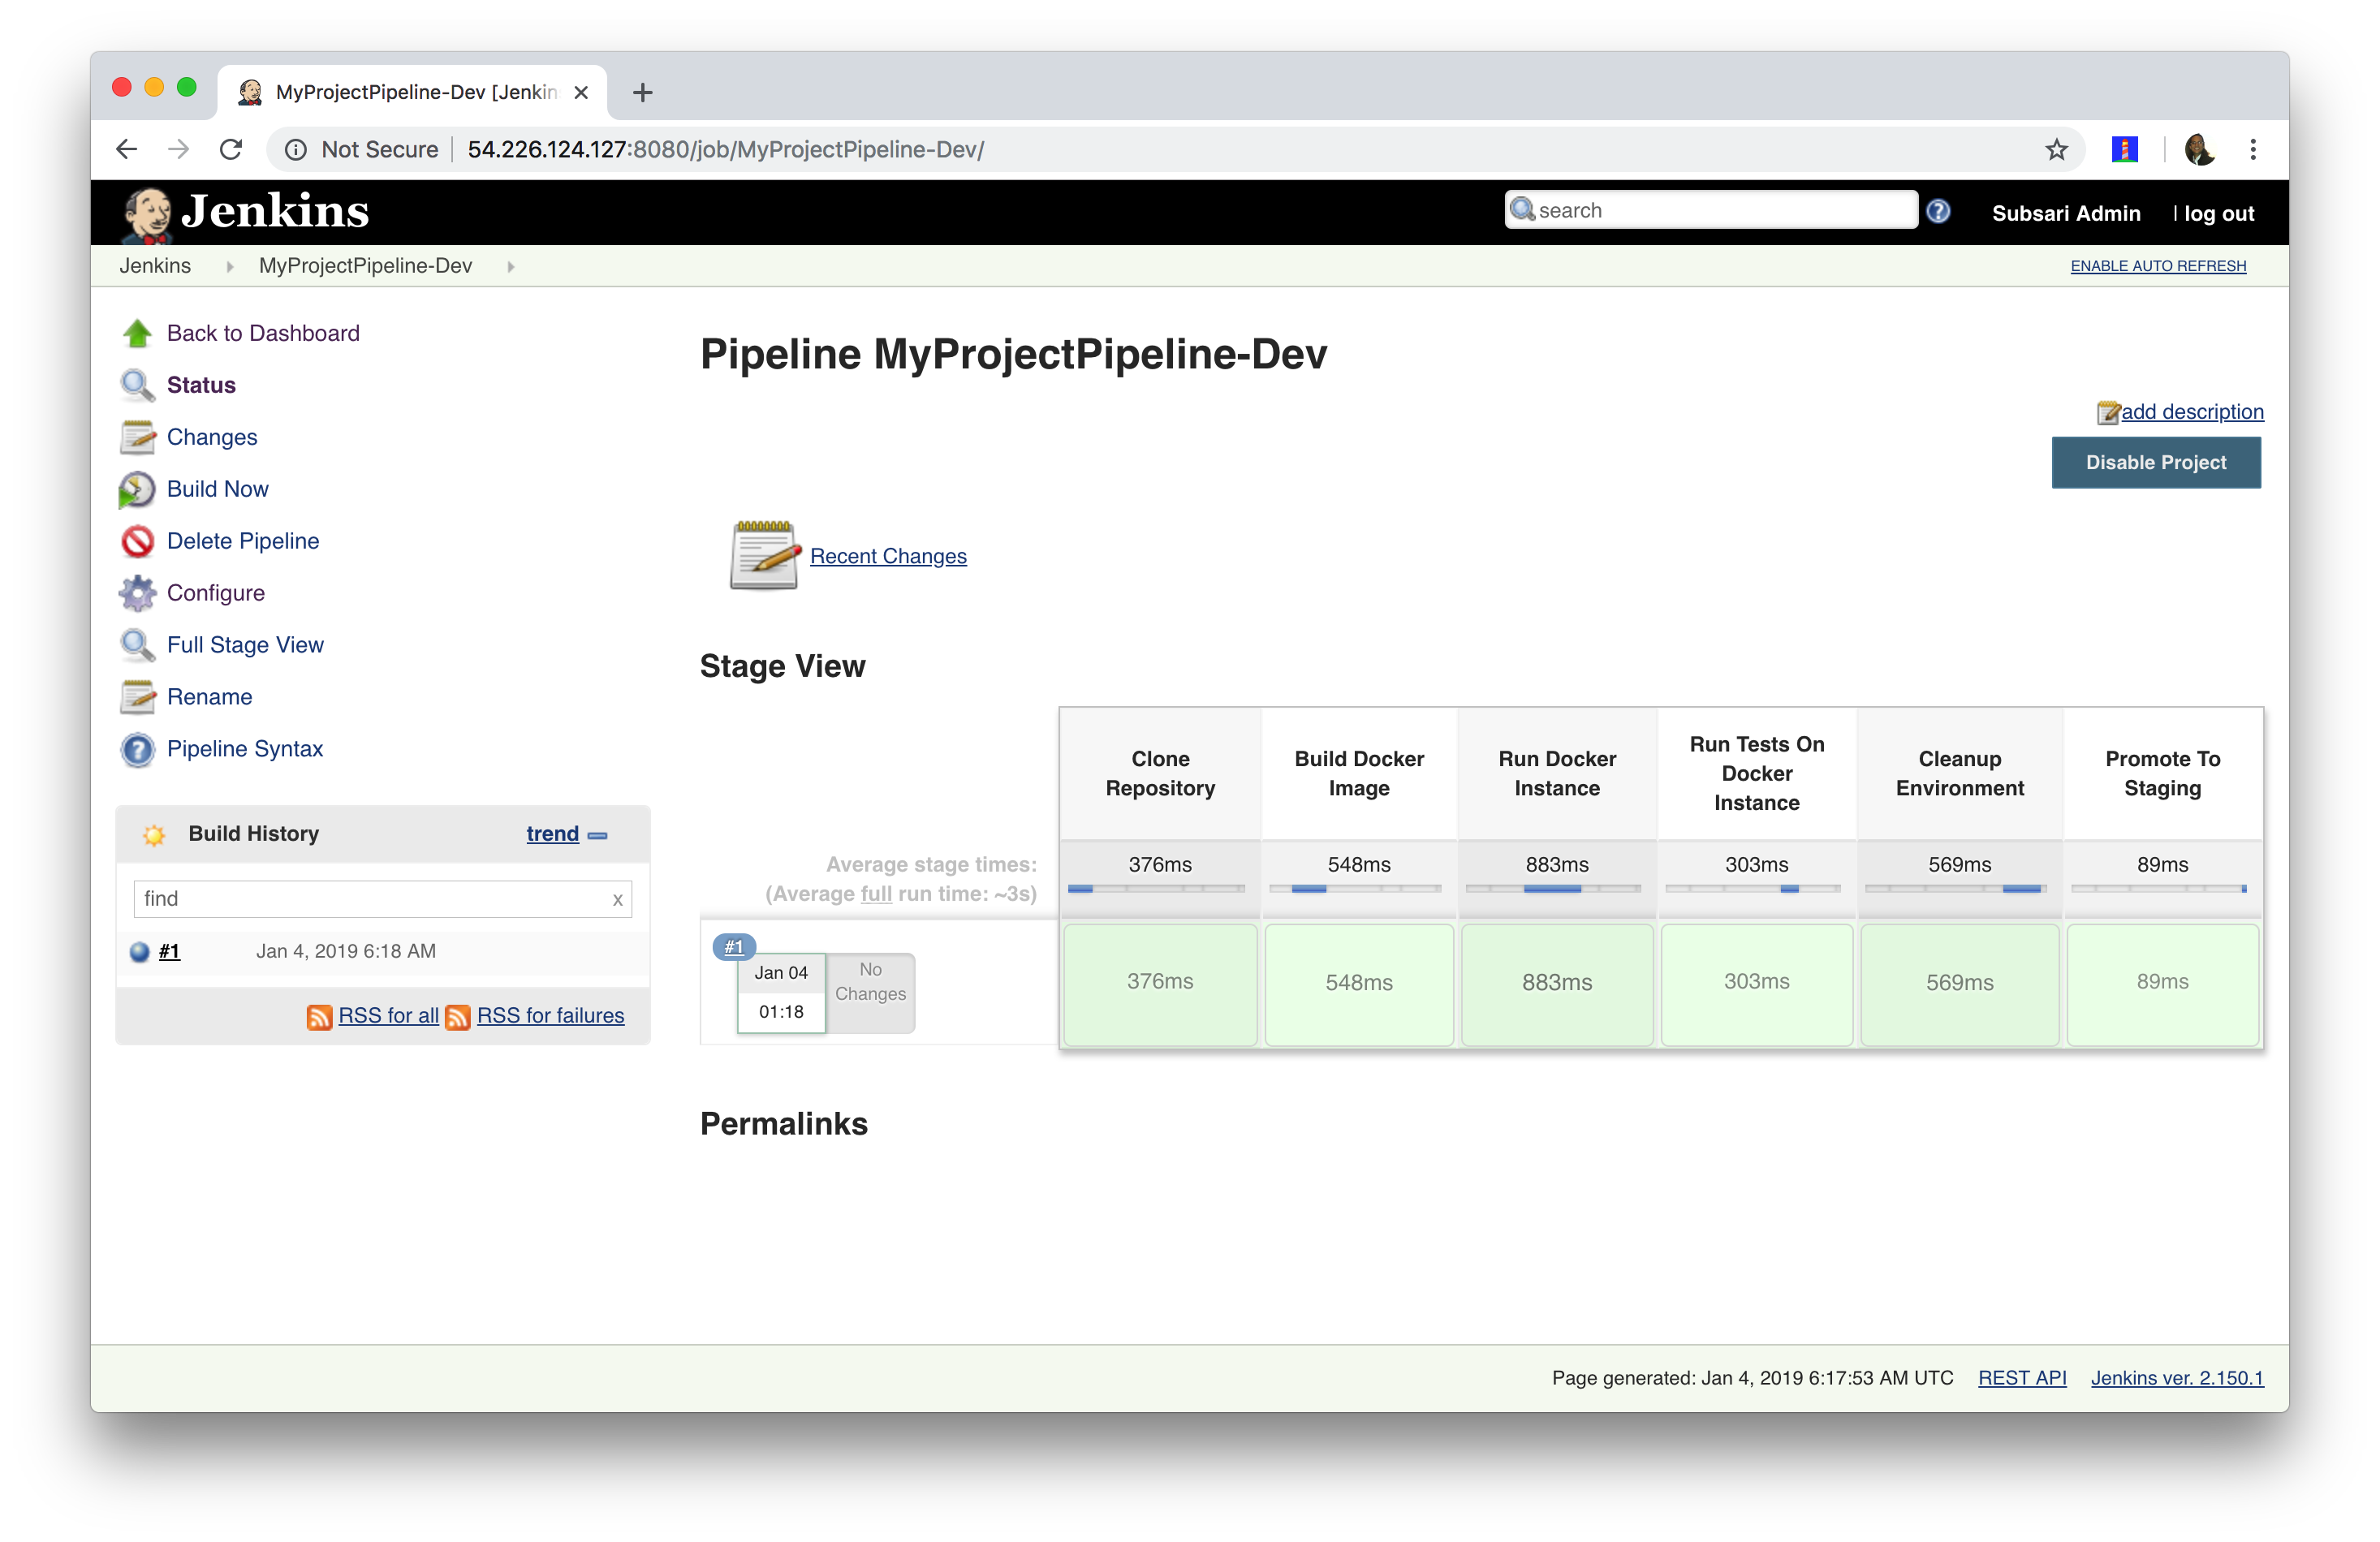 MyProjectPipeline-Dev [Jenkin
Not Secure 54.226.124.127:8080/job/MyProjectPipeline-Dev/
Jenkins
search
Subsari Admin | log out
Jenkins MyProjectPipeline-Dev
ENABLE AUTO REFRESH
Back to Dashboard
Status
Changes
Build Now
Delete Pipeline
Configure
Full Stage View
Rename
Pipeline Syntax
Build History trend
find x
#1 Jan 4, 2019 6:18 AM
RSS for all RSS for failures
Pipeline MyProjectPipeline-Dev
add description
Disable Project
Recent Changes
Stage View
Clone
Repository
Build Docker
Image
Run Docker
Instance
Run Tests On
Docker
Instance
Cleanup
Environment
Promote To
Staging
Average stage times:
(Average full run time: ~3s)
376ms 548ms 883ms 303ms 569ms 89ms
#1
Jan 04
01:18
No
Changes
376ms 548ms 883ms 303ms 569ms 89ms
Permalinks
Page generated: Jan 4, 2019 6:17:53 AM UTC REST API Jenkins ver. 2.150.1